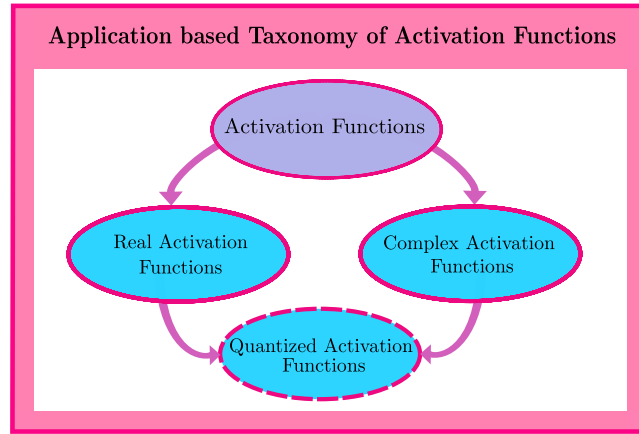 Application based Taxonomy of Activation Functions
Activation Functions
Real Activation
Functions
Complex Activation
Functions
Quantized Activation
Functions